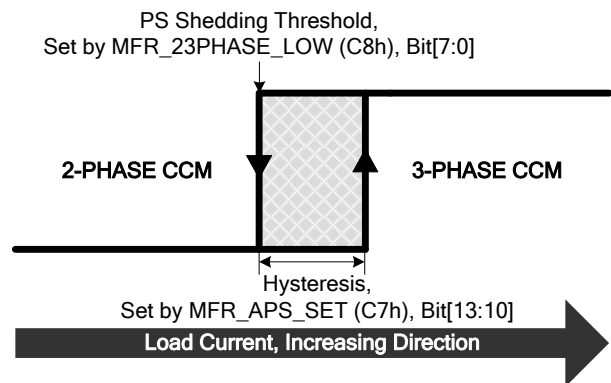 PS Shedding Threshold,
Set by MFR_23PHASE_LOW (C8h), Bit[7:0]
2-PHASE CCM
3-PHASE CCM
Hysteresis,
Set by MFR_APS_SET (C7h), Bit[13:10]
Load Current, Increasing Direction